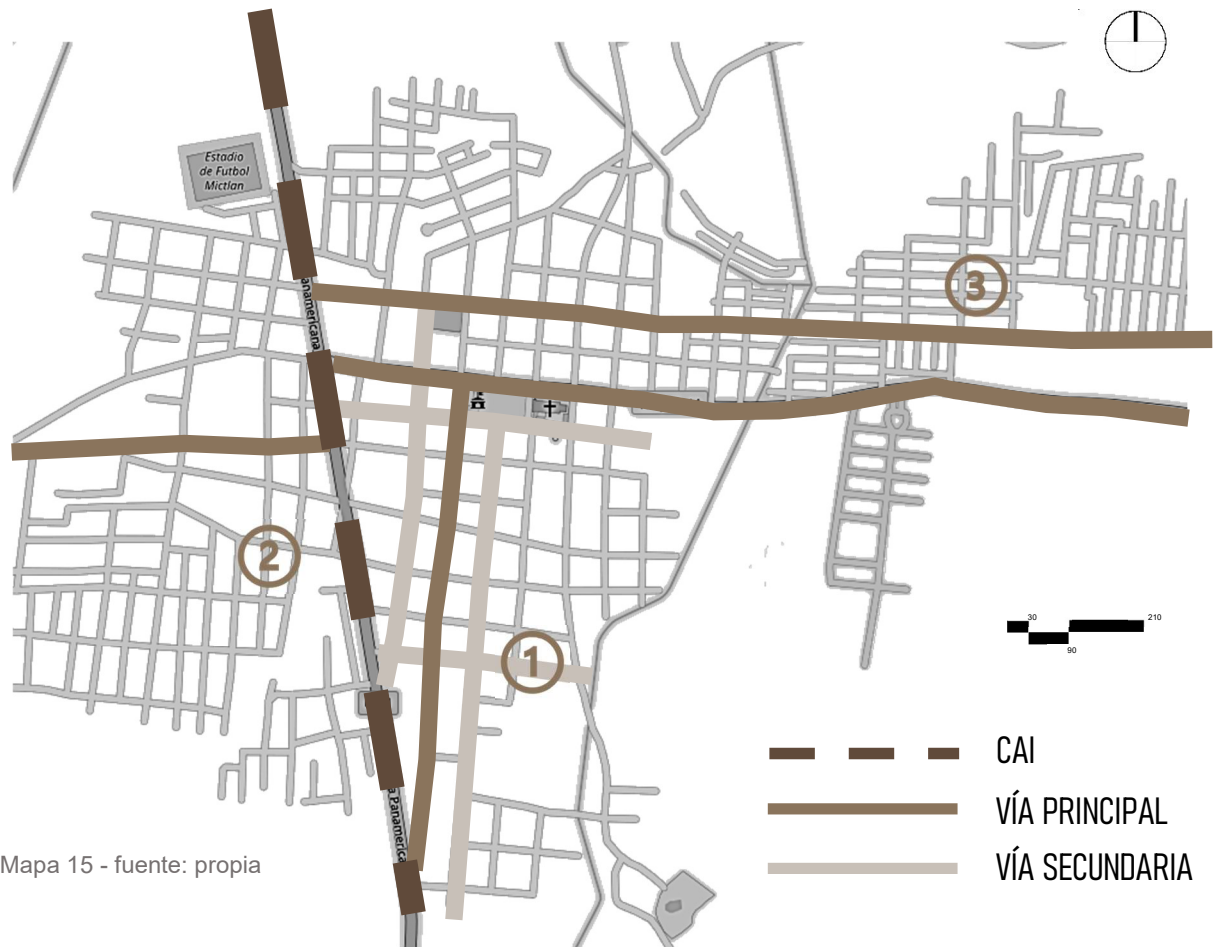 Estadio
de Futbol
Mictlan
Panamericana
3
2
1
30
210
90
CAI
VÍA PRINCIPAL
a Panamericana
VÍA SECUNDARIA
Mapa 15 - fuente: propia